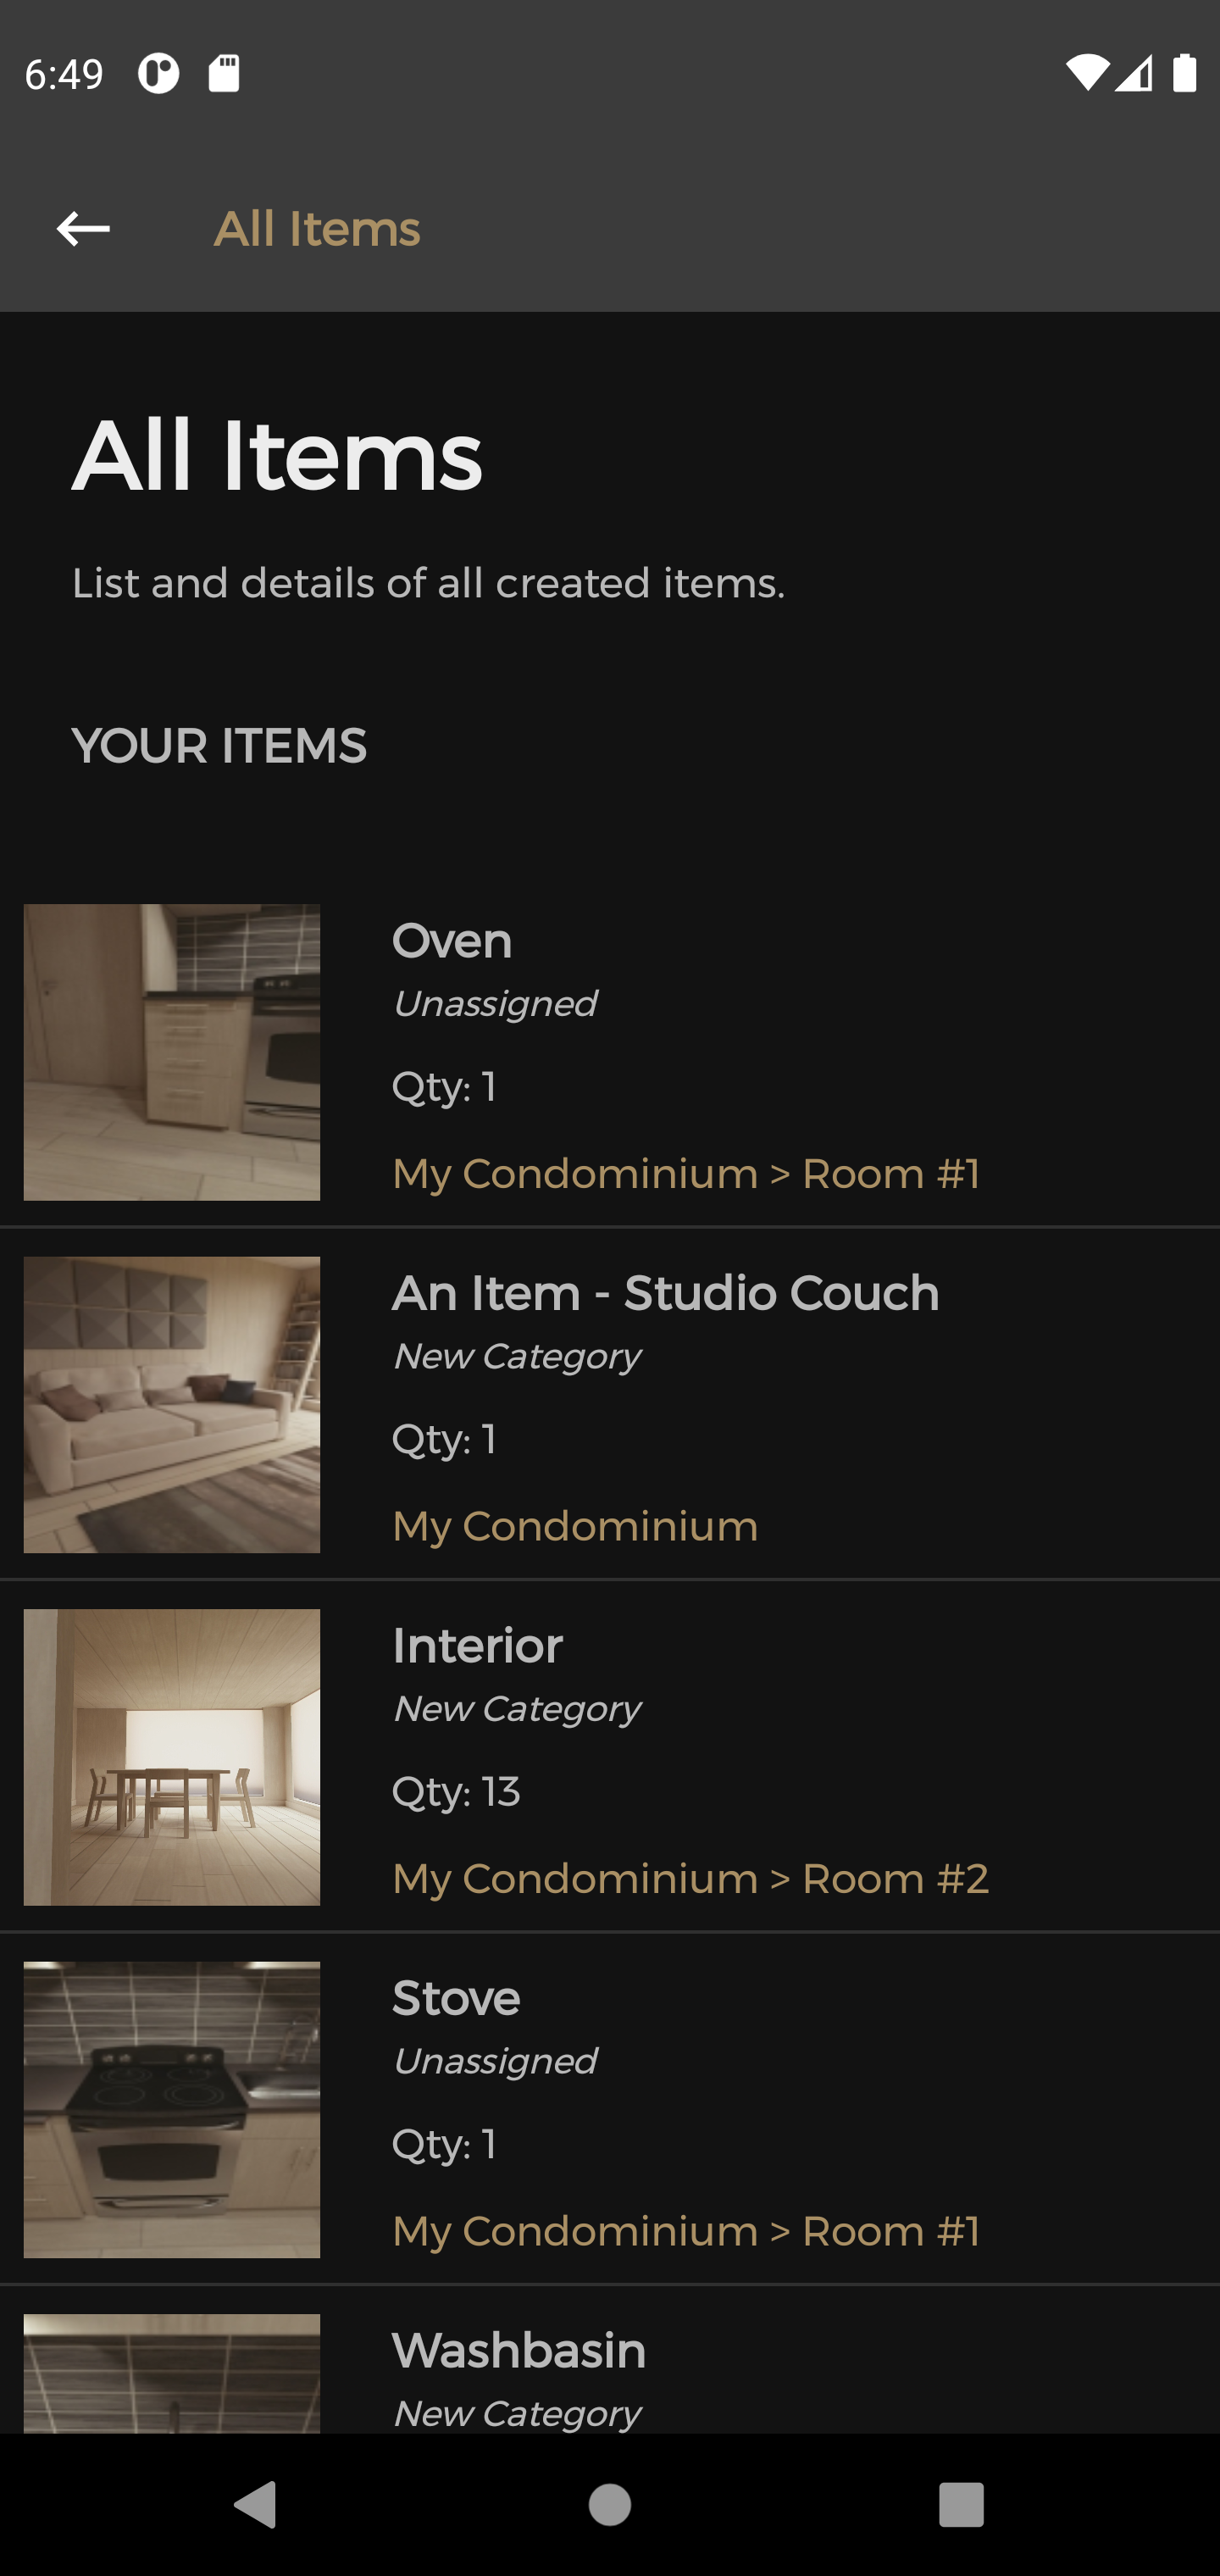 6:49
All Items
All Items
List and details of all created items.
YOUR ITEMS
Oven
Unassigned
Qty: 1
My Condominium > Room #1
An Item - Studio Couch
New Category
Qty: 1
My Condominium
Interior
New Category
Qty: 13
My Condominium > Room #2
Stove
Unassigned
Qty: 1
My Condominium > Room #1
Washbasin
New Category